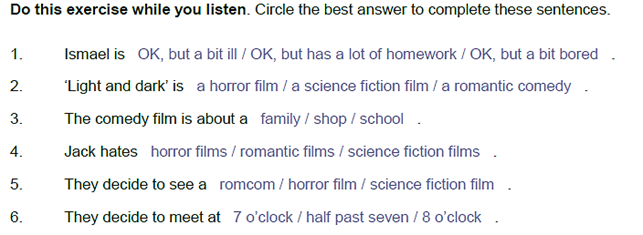 Do this exercise while you listen. Circle the best answer to complete these sentences.
1. Ismael is OK, but a bit ill / OK, but has a lot of homework / OK, but a bit bored .
2. ‘Light and dark’ is a horror film / a science fiction film / a romantic comedy .
3. The comedy film is about a family / shop / school .
4. Jack hates horror films / romantic films / science fiction films .
5. They decide to see a romcom / horror film / science fiction film .
6. They decide to meet at 7 o’clock / half past seven / 8 o’clock .